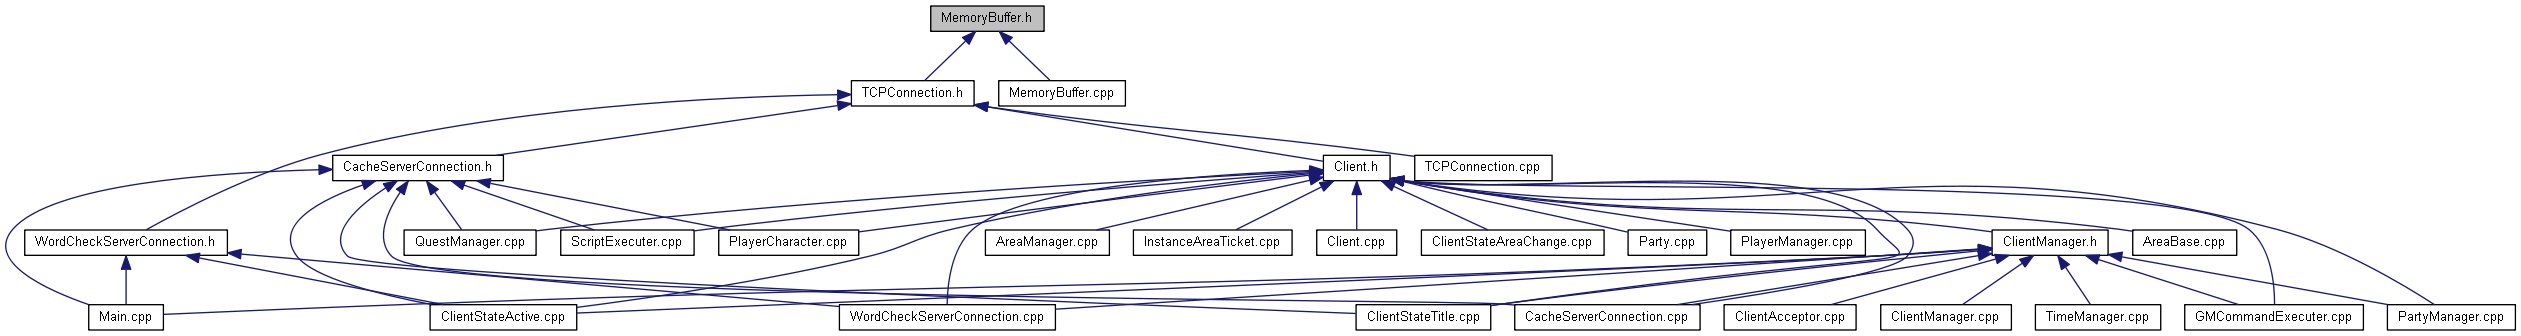 MemoryBuffer.h
TCPConnection.h
MemoryBuffer.cpp
CacheServerConnection.h
Client.h
TCPConnection.cpp
WordCheckServerConnection.h
QuestManager.cpp
ScriptExecuter.cpp
PlayerCharacter.cpp
AreaManager.cpp
InstanceAreaTicket.cpp
Client.cpp
ClientStateAreaChange.cpp
Party.cpp
PlayerManager.cpp
ClientManager.h
AreaBase.cpp
Main.cpp
ClientStateActive.cpp
WordCheckServerConnection.cpp
ClientStateTitle.cpp
CacheServerConnection.cpp
ClientAcceptor.cpp
ClientManager.cpp
TimeManager.cpp
GMCommandExecuter.cpp
PartyManager.cpp